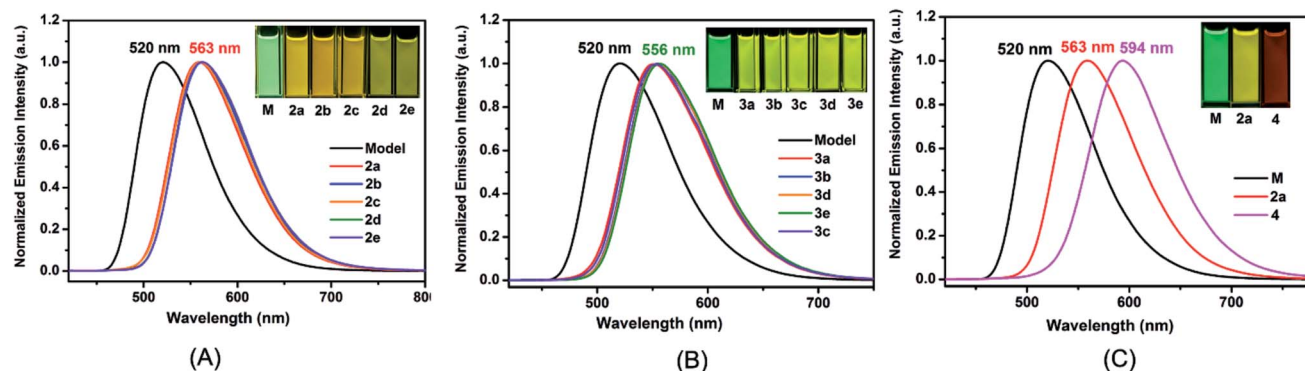 Normalized Emission Intensity (a.u.)
1.2
1.0
0.8
0.6
0.4
0.2
0.0
520 nm 563 nm
M 2a 2b 2c 2d 2e
Model
2a
2b
2c
2d
2e
500 600 700 800
Wavelength (nm)
(A)
Normalized Emission Intensity (a.u.)
1.2
1.0
0.8
0.6
0.4
0.2
0.0
520 nm 556 nm
M 3a 3b 3c 3d 3e
Model
3a
3b
3d
3e
3c
500 600 700
Wavelength (nm)
(B)
Normalized Emission Intensity (a.u.)
1.2
1.0
0.8
0.6
0.4
0.2
0.0
520 nm 563 nm 594 nm
M 2a 4
M
2a
4
500 600 700
Wavelength (nm)
(C)